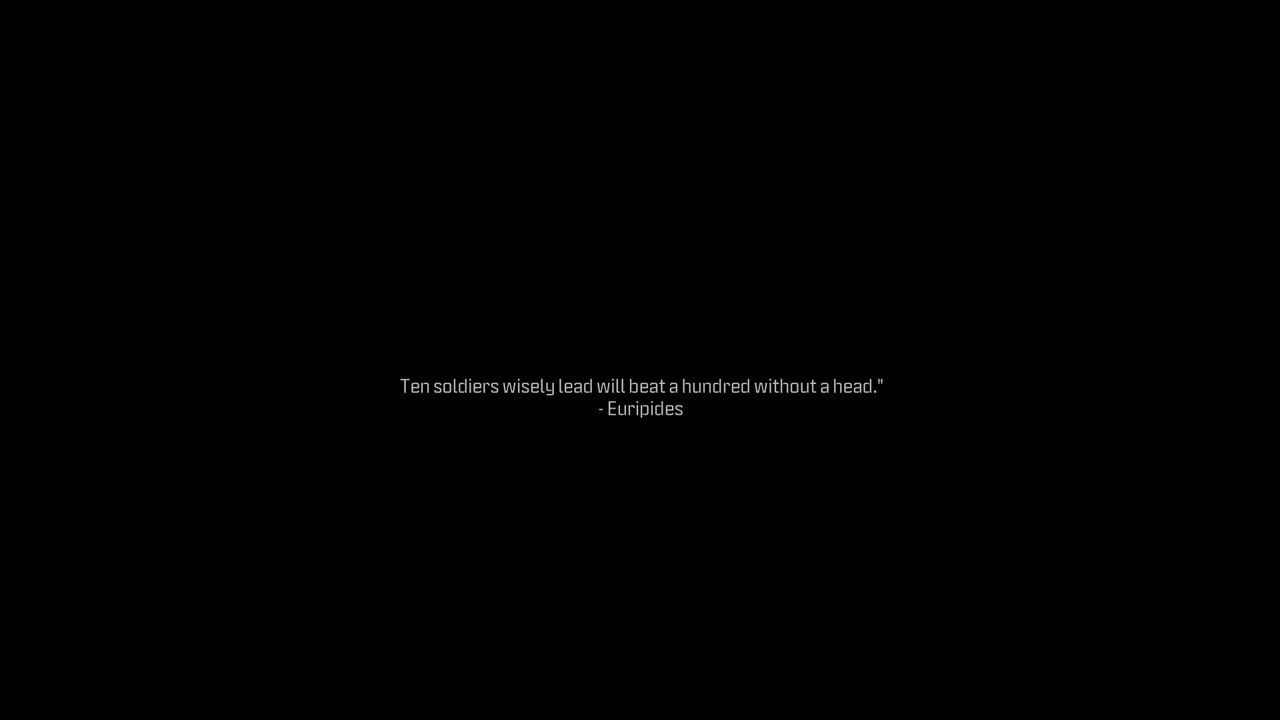 Ten soldiers wisely lead will beat a hundred without a head."
- Euripides